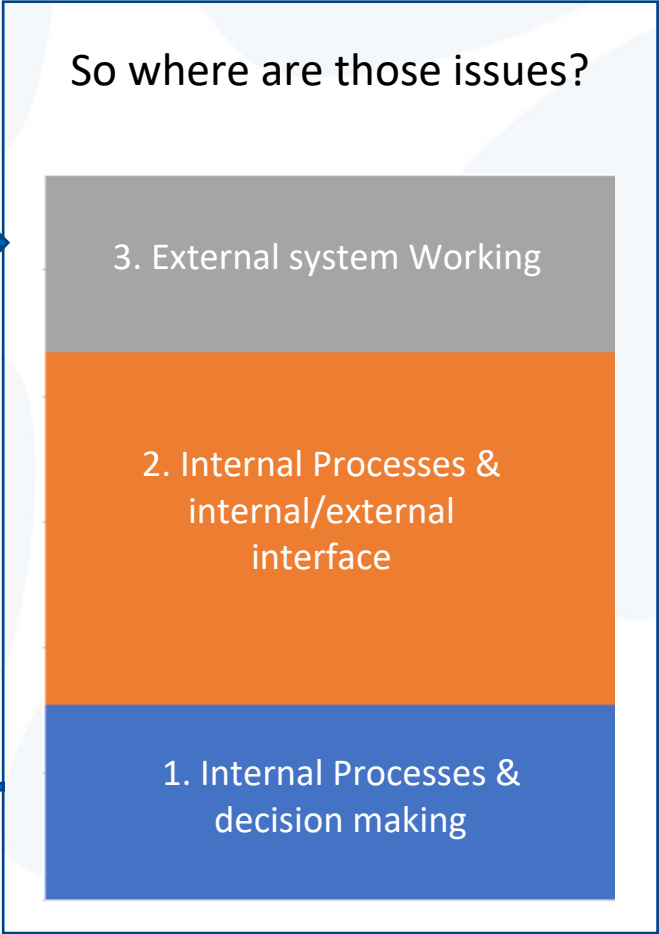 So where are those issues?
3. External system Working
2. Internal Processes &
internal/external
interface
1. Internal Processes &
decision making